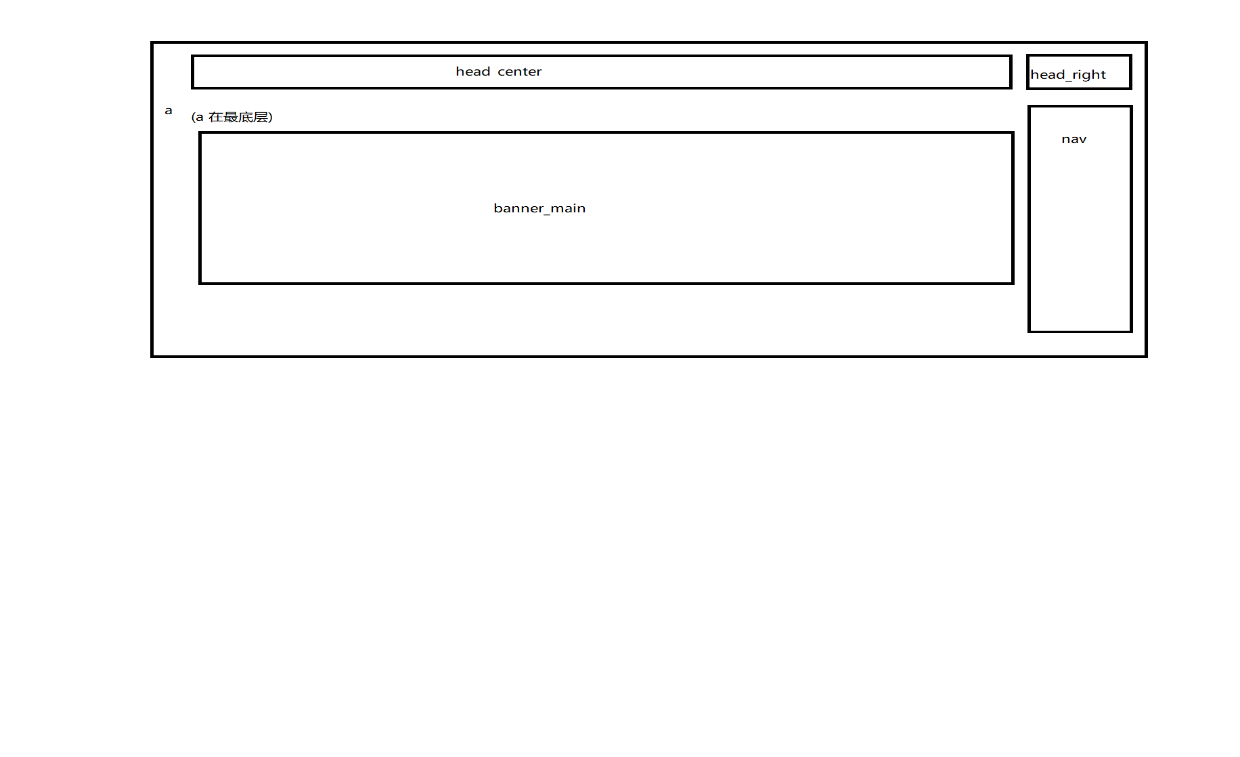 head center
head_right
a
(a 在最底层)
nav
banner_main